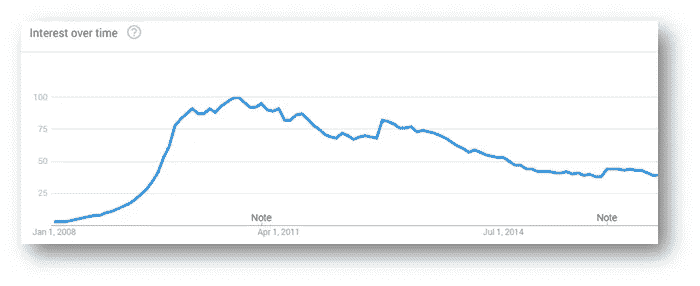 Interest over time ?
100
75
50
25
Note Note
Jan 1, 2008 Apr 1, 2011 Jul 1, 2014